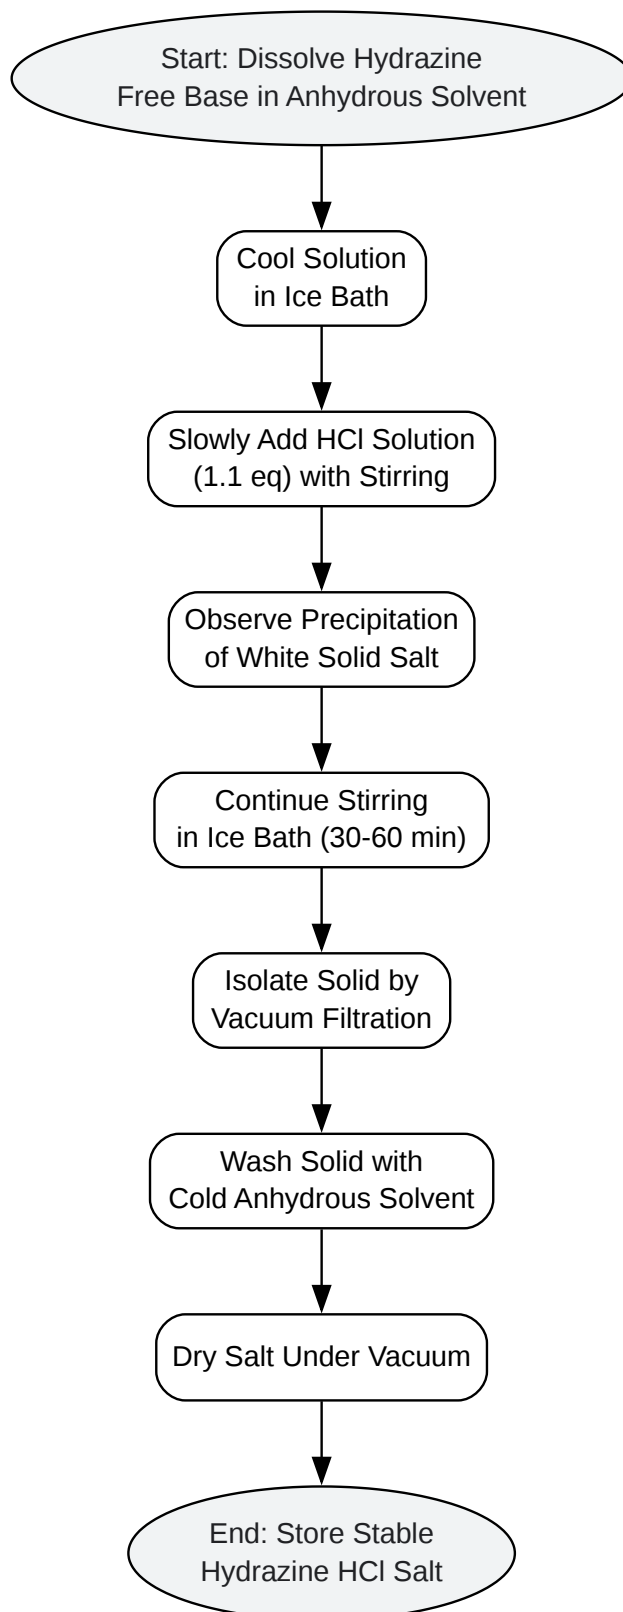 Start: Dissolve Hydrazine
Free Base in Anhydrous Solvent
Cool Solution
in Ice Bath
Slowly Add HCl Solution
(1.1 eq) with Stirring
Observe Precipitation
of White Solid Salt
Continue Stirring
in Ice Bath (30-60 min)
Isolate Solid by
Vacuum Filtration
Wash Solid with
Cold Anhydrous Solvent
Dry Salt Under Vacuum
End: Store Stable
Hydrazine HCl Salt